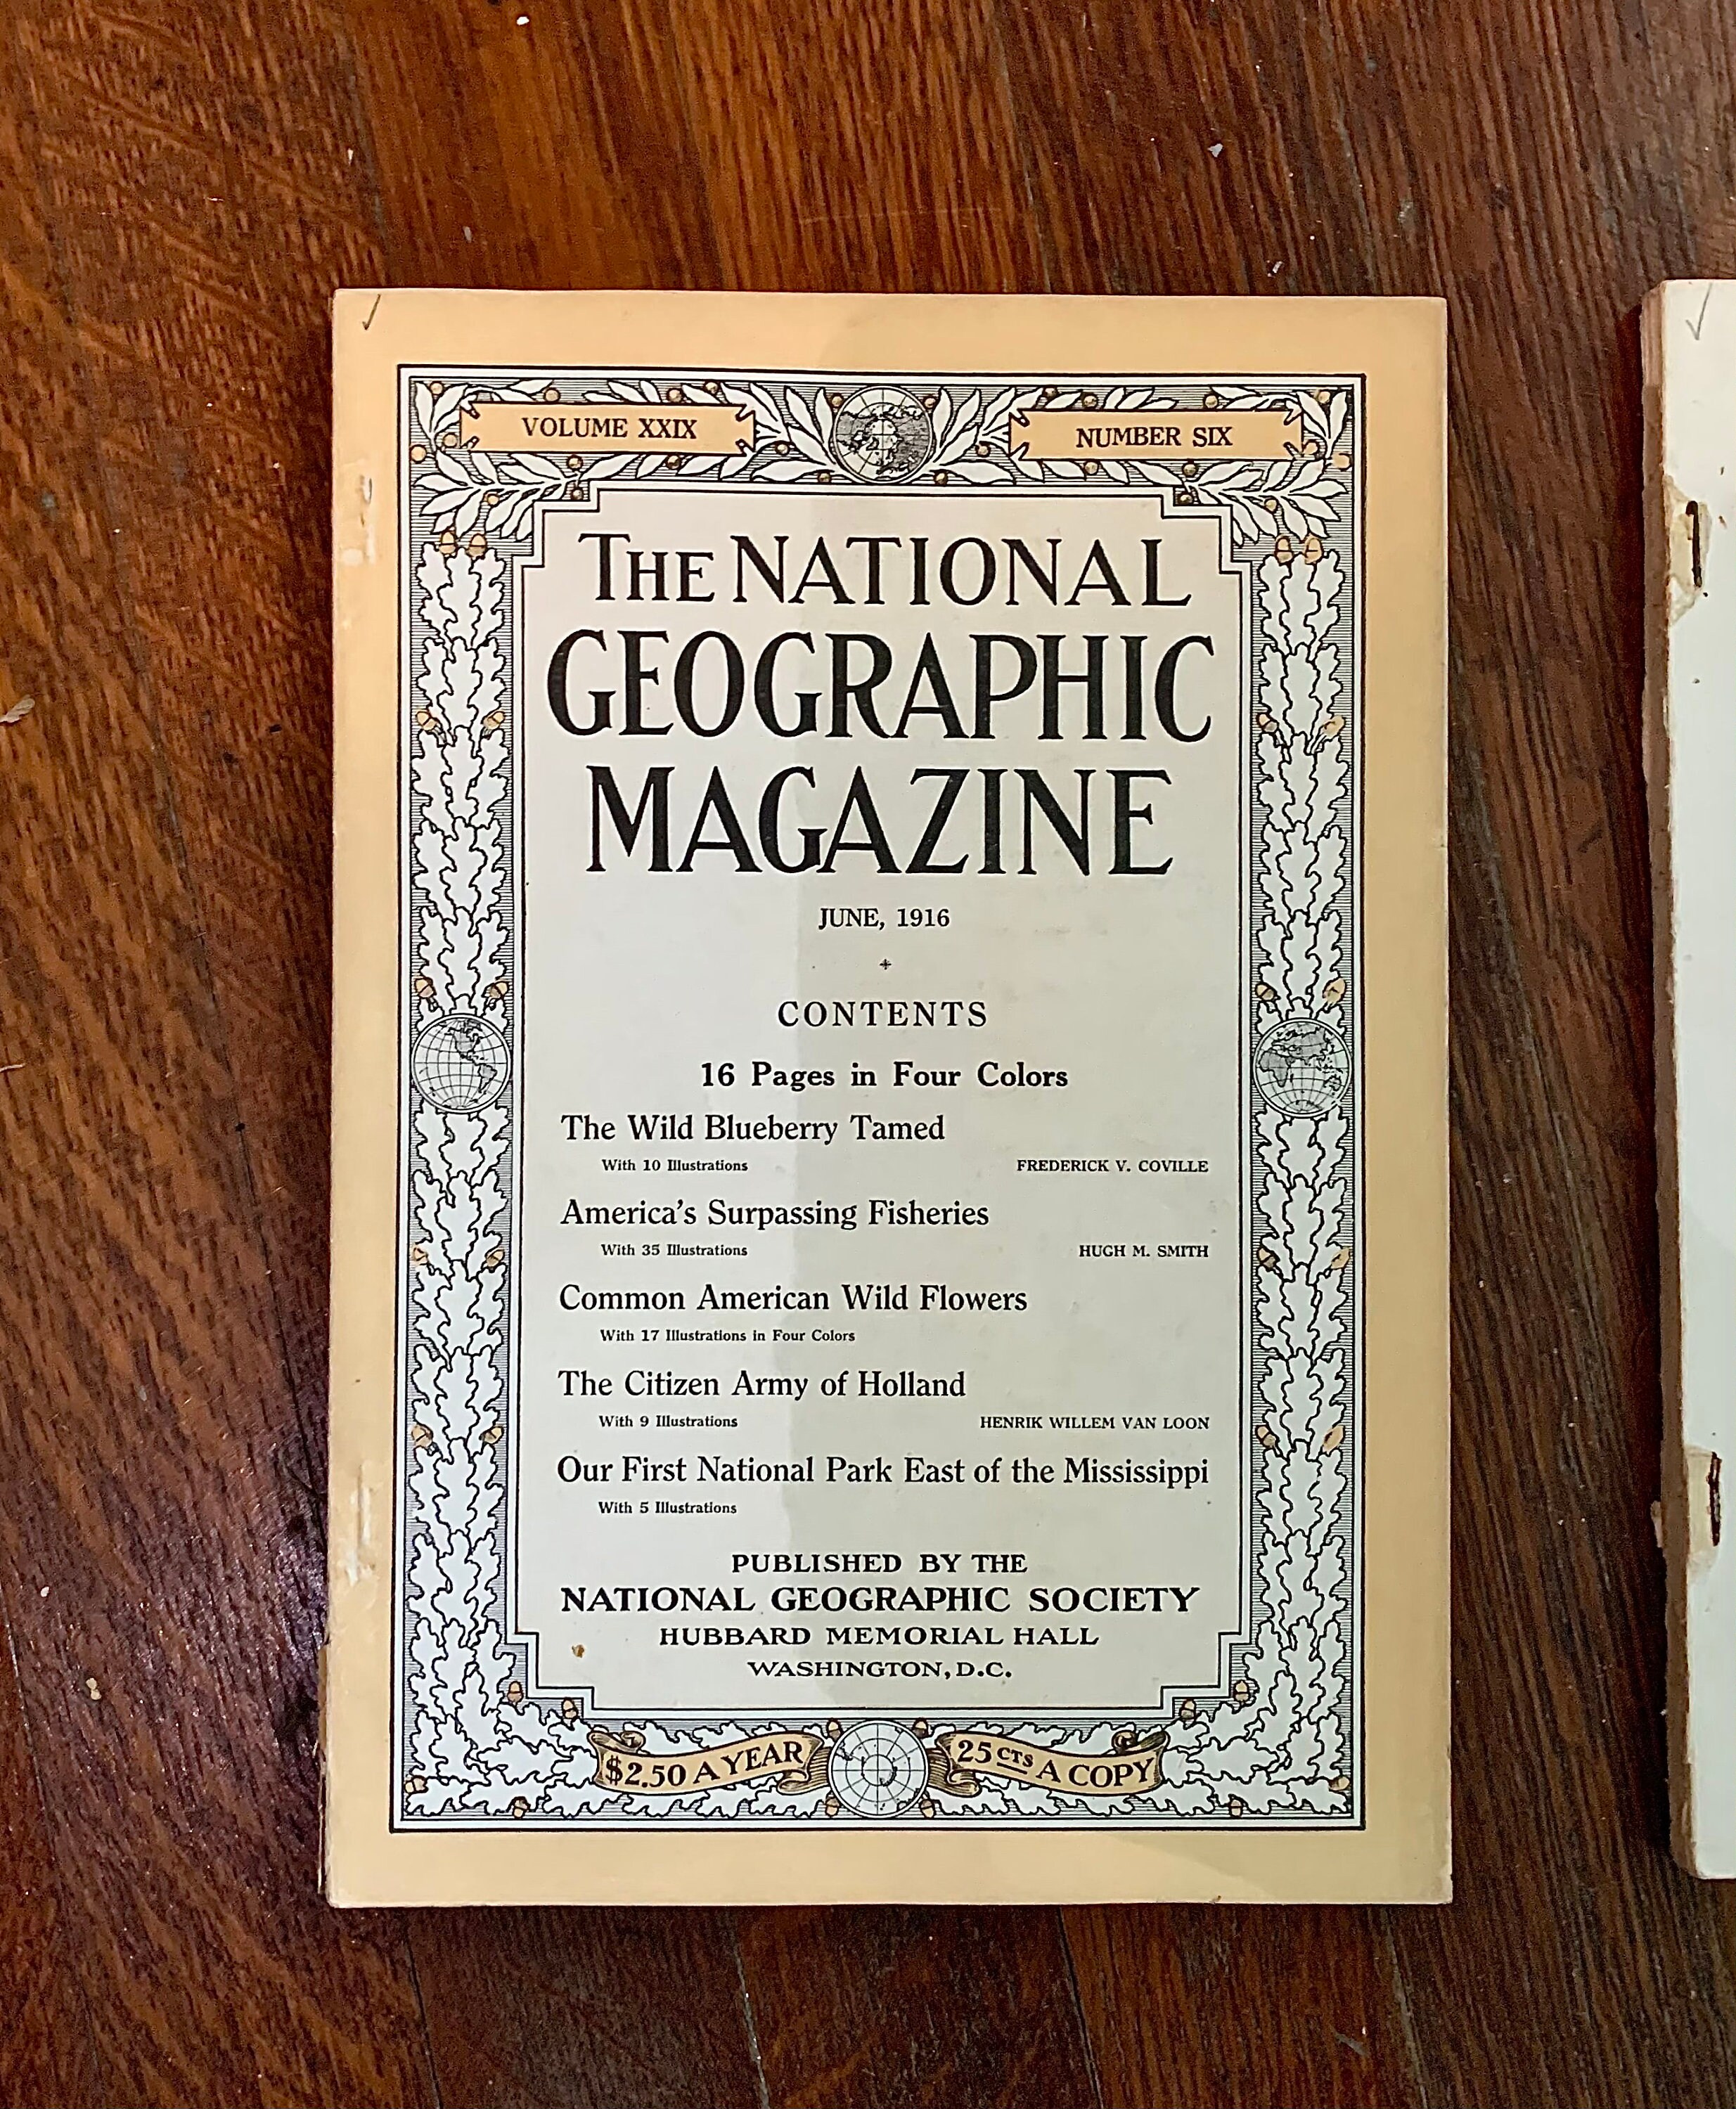 VOLUME XXIX
NUMBER SIX
THE NATIONAL
GEOGRAPHIC
MAGAZINE
JUNE, 1916
CONTENTS
16 Pages in Four Colors
The Wild Blueberry Tamed
With 10 Illustrations FREDERICK V. COVILLE
America's Surpassing Fisheries
With 35 Illustrations HUGH M. SMITH
Common American Wild Flowers
With 17 Illustrations in Four Colors
The Citizen Army of Holland
With 9 Illustrations HENRIK WILLEM VAN LOON
Our First National Park East of the Mississippi
With 5 Illustrations
PUBLISHED BY THE
NATIONAL GEOGRAPHIC SOCIETY
HUBBARD MEMORIAL HALL
WASHINGTON, D.C.
$2.50 A YEAR
25 CTS A COPY